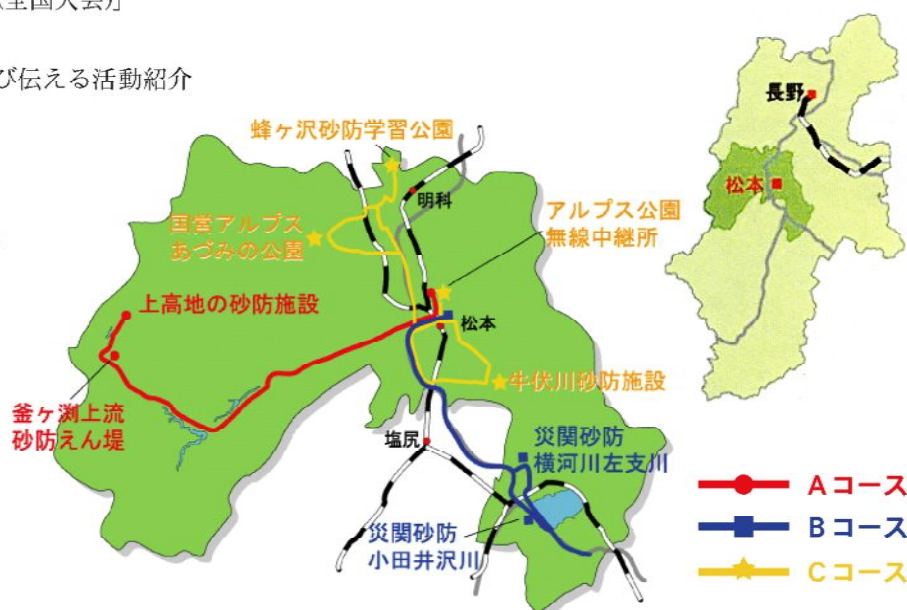 全国大会」
び伝える活動紹介
蜂ヶ沢砂防学習公園
明科
国営アルプス
あづみの公園
アルプス公園
無線中継所
上高地の砂防施設
松本
牛伏川砂防施設
釜ヶ渕上流
砂防えん堤
塩尻
災関砂防
横河川左支川
災関砂防
小田井沢川
長野
松本
Aコース
Bコース
Cコース